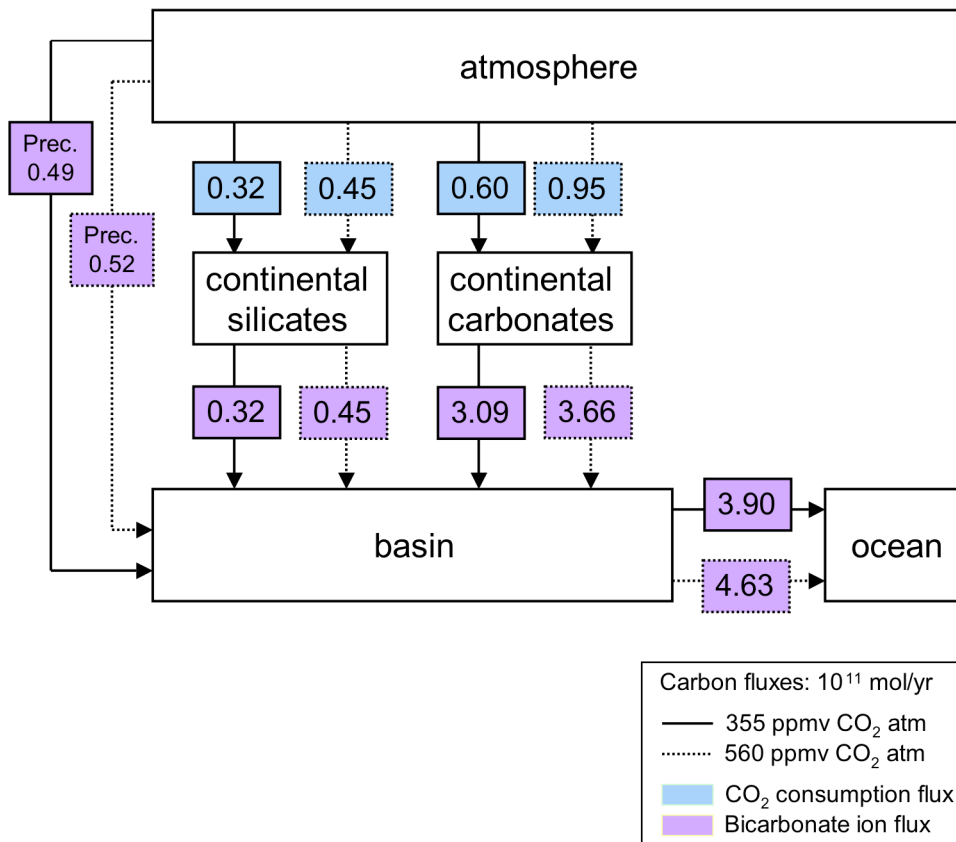 atmosphere
Prec.
0.49
0.32
0.45
0.60
0.95
Prec.
0.52
continental
silicates
continental
carbonates
0.32
0.45
3.09
3.66
3.90
basin
ocean
4.63
Carbon fluxes: 10¹¹ mol/yr
355 ppmv CO₂ atm
560 ppmv CO₂ atm
CO₂ consumption flux
Bicarbonate ion flux